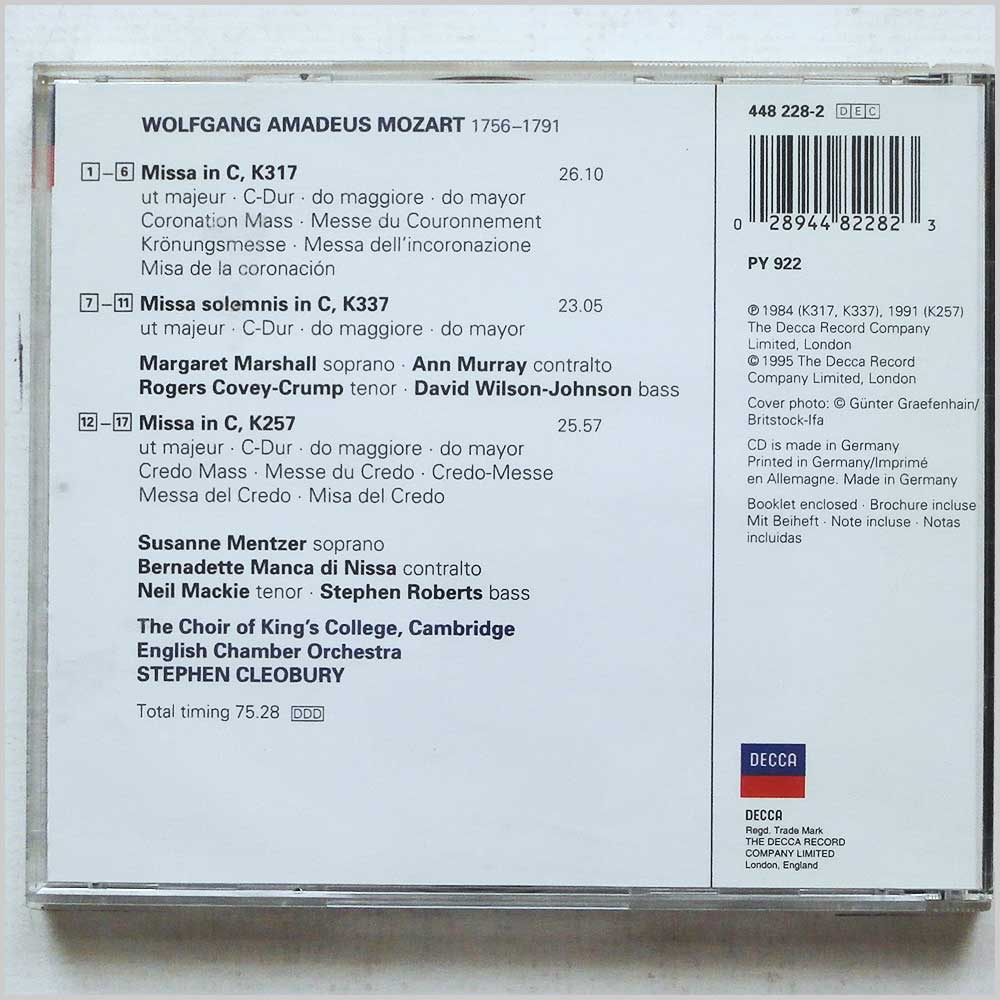 WOLFGANG AMADEUS MOZART 1756–1791
1 – 6 Missa in C, K317 26.10
ut majeur · C-Dur · do maggiore · do mayor
Coronation Mass · Messe du Couronnement
Krönungsmesse · Messa dell'incoronazione
Misa de la coronación
7 – 11 Missa solemnis in C, K337 23.05
ut majeur · C-Dur · do maggiore · do mayor
Margaret Marshall soprano · Ann Murray contralto
Rogers Covey-Crump tenor · David Wilson-Johnson bass
12 – 17 Missa in C, K257 25.57
ut majeur · C-Dur · do maggiore · do mayor
Credo Mass · Messe du Credo · Credo-Messe
Messa del Credo · Misa del Credo
Susanne Mentzer soprano
Bernadette Manca di Nissa contralto
Neil Mackie tenor · Stephen Roberts bass
The Choir of King's College, Cambridge
English Chamber Orchestra
STEPHEN CLEOBURY
Total timing 75.28 DDD
448 228-2 DEC
0 28944 82282 3
PY 922
℗ 1984 (K317, K337), 1991 (K257)
The Decca Record Company
Limited, London
© 1995 The Decca Record
Company Limited, London
Cover photo: © Günter Graefenhain/
Britstock-Ifa
CD is made in Germany
Printed in Germany/Imprimé
en Allemagne. Made in Germany
Booklet enclosed · Brochure incluse
Mit Beiheft · Note incluse · Notas
incluidas
DECCA
DECCA
Regd. Trade Mark
THE DECCA RECORD
COMPANY LIMITED
London, England